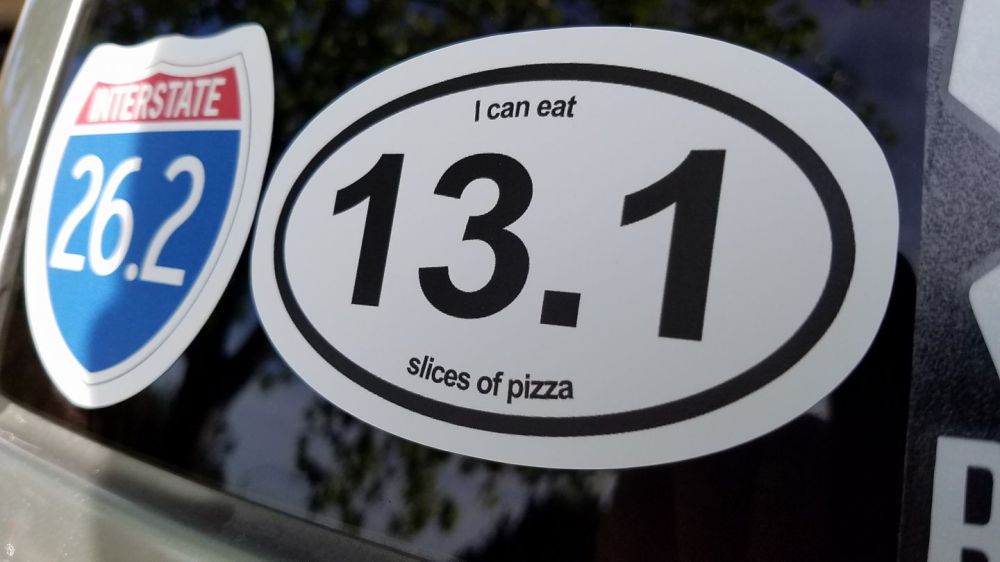 INTERSTATE
26.2
I can eat
13.1
slices of pizza